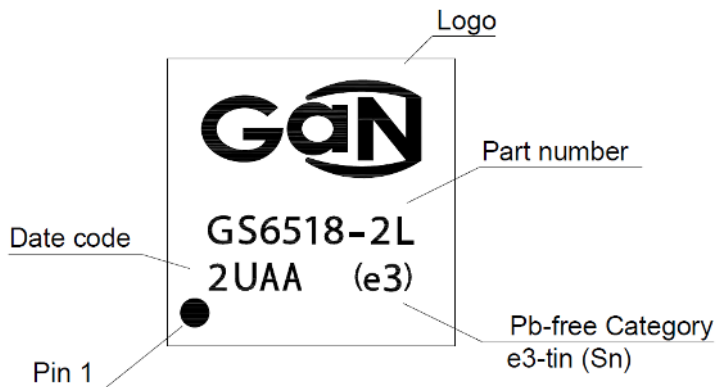 Logo
GaN
Part number
GS6518-2L
Date code
2UAA (e3)
Pb-free Category
e3-tin (Sn)
Pin 1